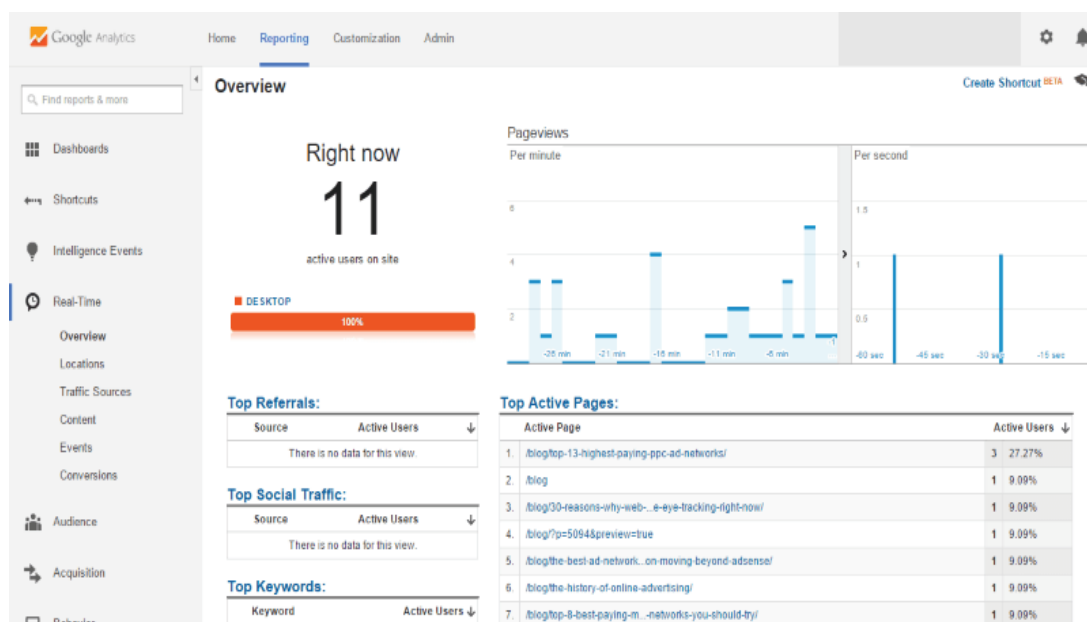 Google Analytics
Home Reporting Customization Admin
Find reports & more
Overview
Create Shortcut BETA
Dashboards
Shortcuts
Intelligence Events
Real-Time
Overview
Locations
Traffic Sources
Content
Events
Conversions
Audience
Acquisition
Right now
11
active users on site
DESKTOP
100%
Pageviews
Per minute
6
4
2
-26 min -21 min -16 min -11 min -6 min
1
Per second
1.5
1
0.5
-60 sec -45 sec -30 sec -15 sec
Top Referrals:
Source Active Users
There is no data for this view.
Top Social Traffic:
Source Active Users
There is no data for this view.
Top Keywords:
Keyword Active Users
Top Active Pages:
Active Page Active Users
1. /blog/top-13-highest-paying-ppc-ad-networks/ 3 27.27%
2. /blog 1 9.09%
3. /blog/30-reasons-why-web-...e-eye-tracking-right-now/ 1 9.09%
4. /blog/?p=5094&preview=true 1 9.09%
5. /blog/the-best-ad-network...on-moving-beyond-adsense/ 1 9.09%
6. /blog/the-history-of-online-advertising/ 1 9.09%
7. /blog/top-8-best-paying-m...-networks-you-should-try/ 1 9.09%